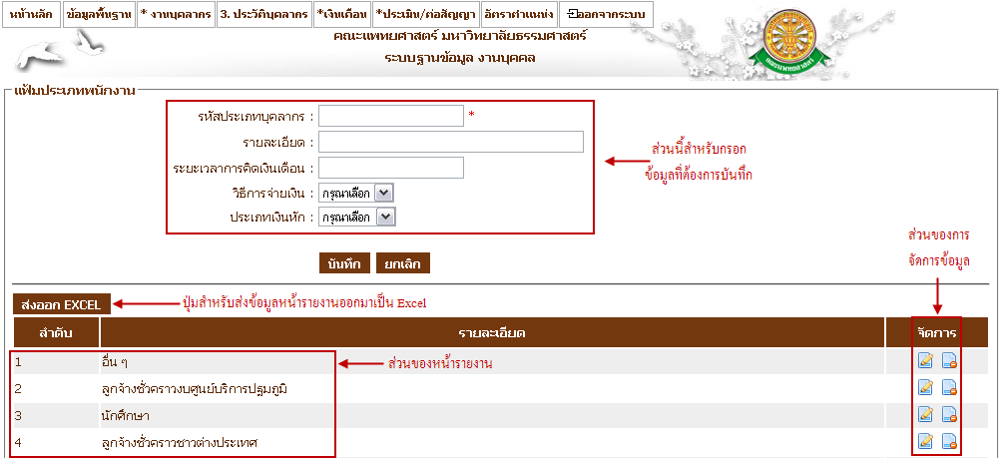 หน้าหลัก ข้อมูลพื้นฐาน * งานบุคลากร 3. ประวัติบุคลากร *เงินเดือน *ประเมิน/ต่อสัญญา อัตราตำแหน่ง ออกจากระบบ
คณะแพทยศาสตร์ มหาวิทยาลัยธรรมศาสตร์
ระบบฐานข้อมูล งานบุคคล
แฟ้มประเภทพนักงาน
รหัสประเภทบุคลากร : *
รายละเอียด :
ระยะเวลาการคิดเงินเดือน :
วิธีการจ่ายเงิน : กรุณาเลือก
ประเภทเงินหัก : กรุณาเลือก
ส่วนนี้สำหรับกรอก
ข้อมูลที่ต้องการบันทึก
บันทึก ยกเลิก
ส่วนของการ
จัดการข้อมูล
ส่งออก EXCEL ปุ่มสำหรับส่งข้อมูลหน้ารายงานออกมาเป็น Excel
ลำดับ รายละเอียด จัดการ
1 อื่น ๆ
ส่วนของหน้ารายงาน
2 ลูกจ้างชั่วคราวงบศูนย์บริการปฐมภูมิ
3 นักศึกษา
4 ลูกจ้างชั่วคราวชาวต่างประเทศ